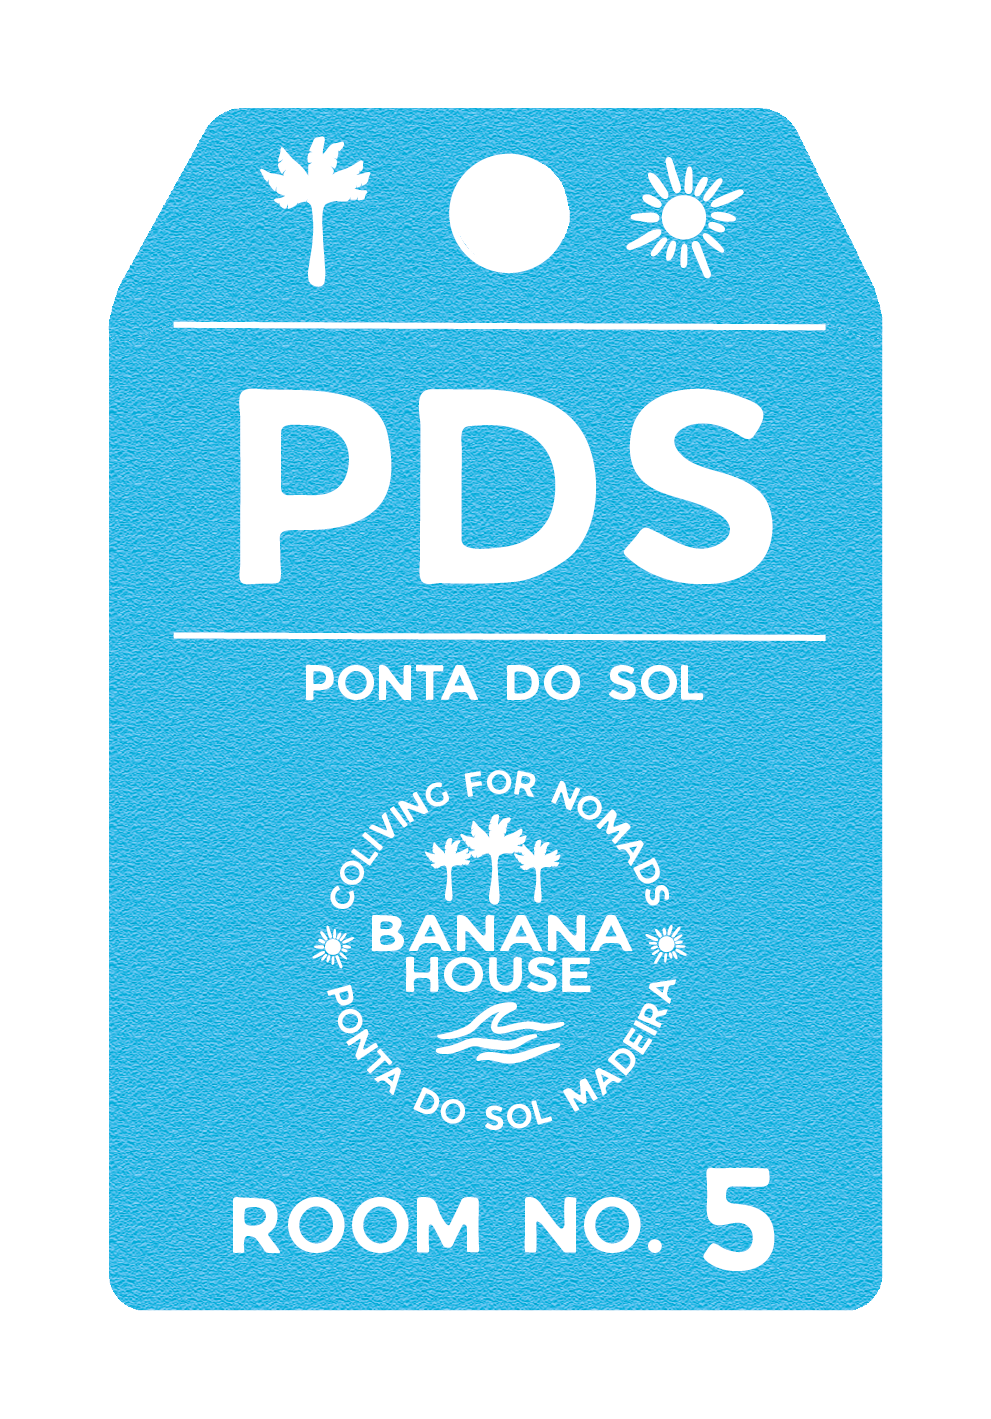 PDS
PONTA DO SOL
COLIVING FOR NOMADS
BANANA
HOUSE
PONTA DO SOL MADEIRA
ROOM NO. 5